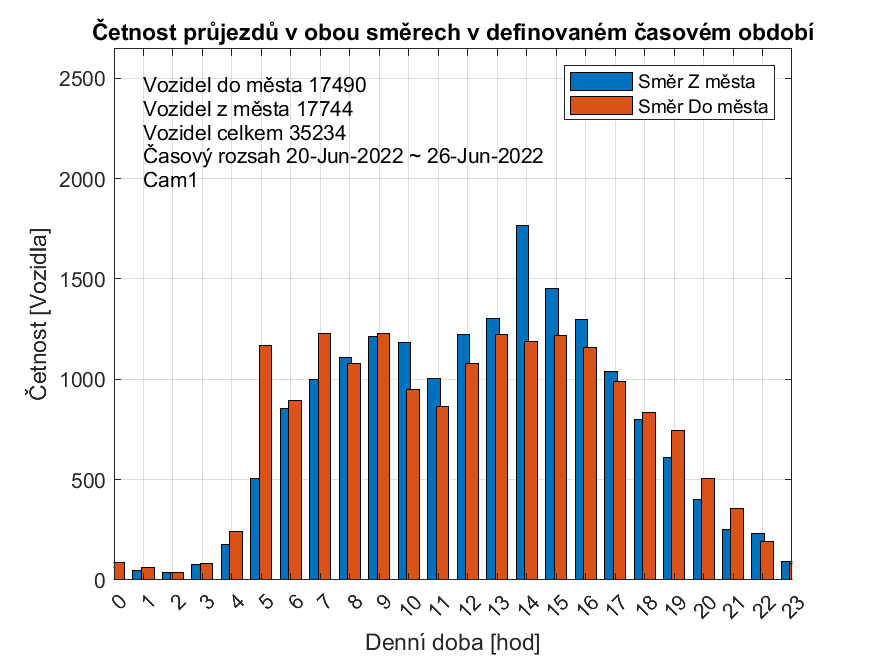 Četnost průjezdů v obou směrech v definovaném časovém období
Vozidel do města 17490
Vozidel z města 17744
Vozidel celkem 35234
Časový rozsah 20-Jun-2022 ~ 26-Jun-2022
Cam1
Směr Z města
Směr Do města
Četnost [Vozidla]
2500
2000
1500
1000
500
0
0 1 2 3 4 5 6 7 8 9 10 11 12 13 14 15 16 17 18 19 20 21 22 23
Denní doba [hod]